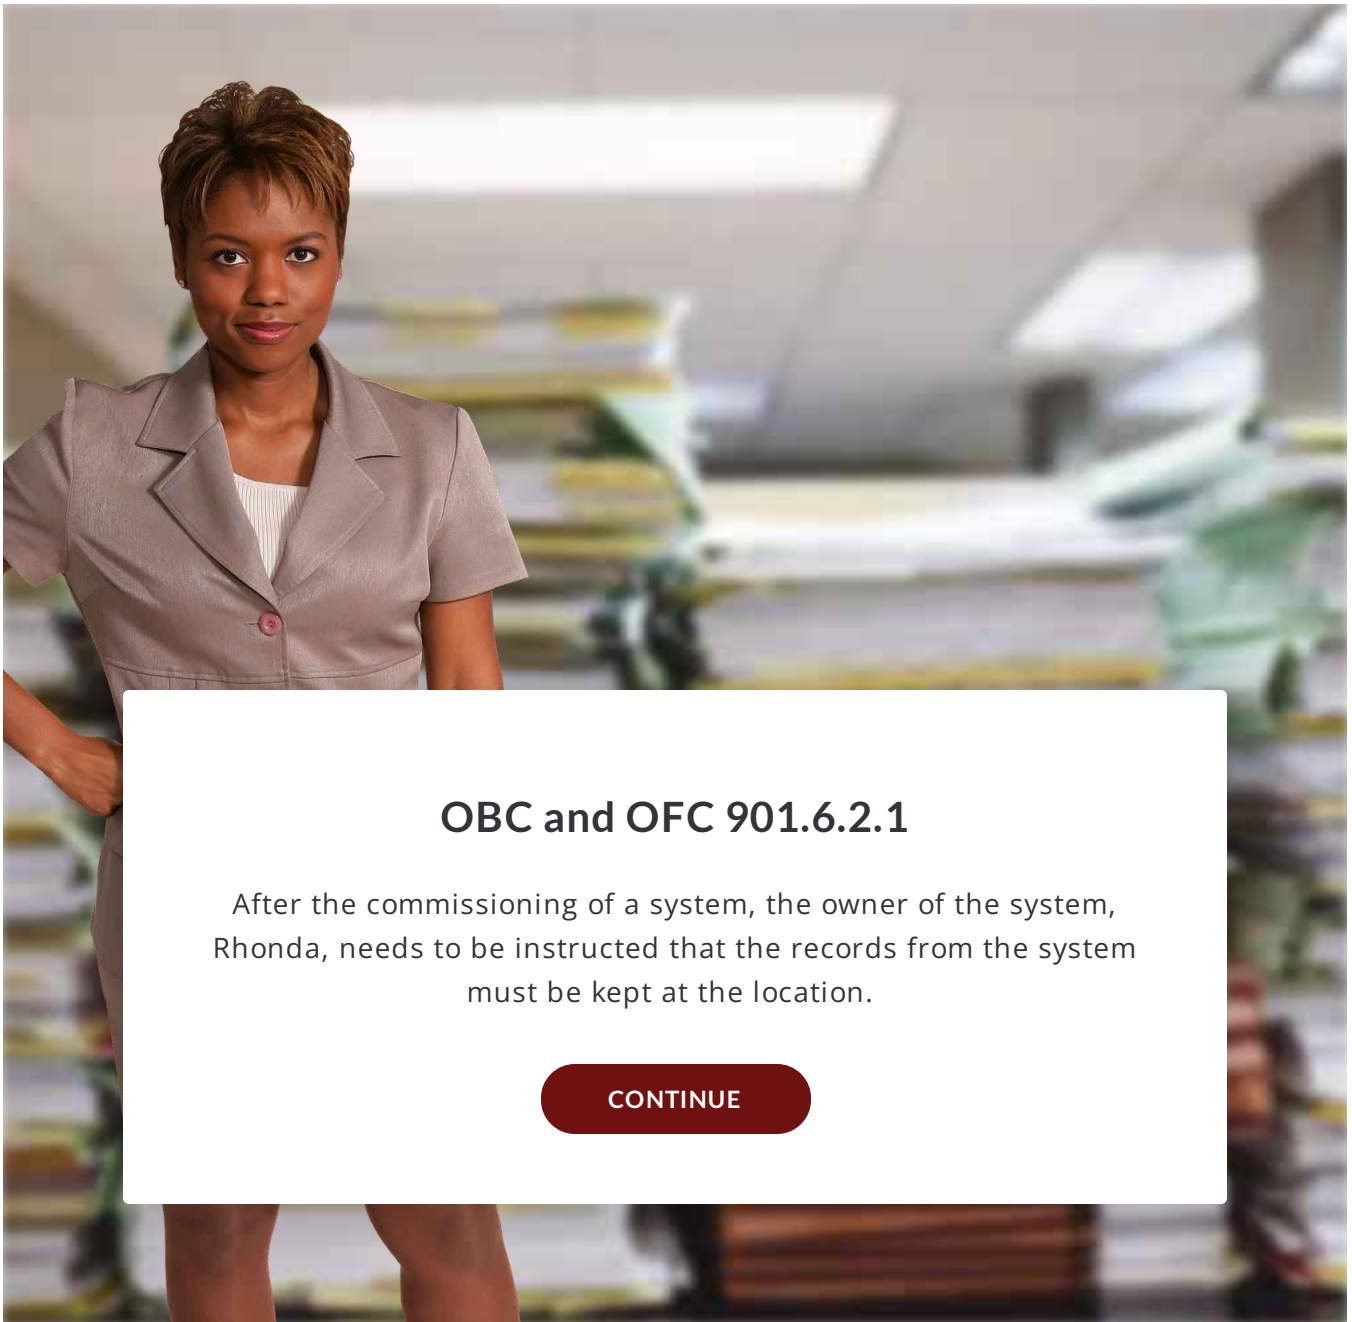 OBC and OFC 901.6.2.1
After the commissioning of a system, the owner of the system,
Rhonda, needs to be instructed that the records from the system
must be kept at the location.
CONTINUE